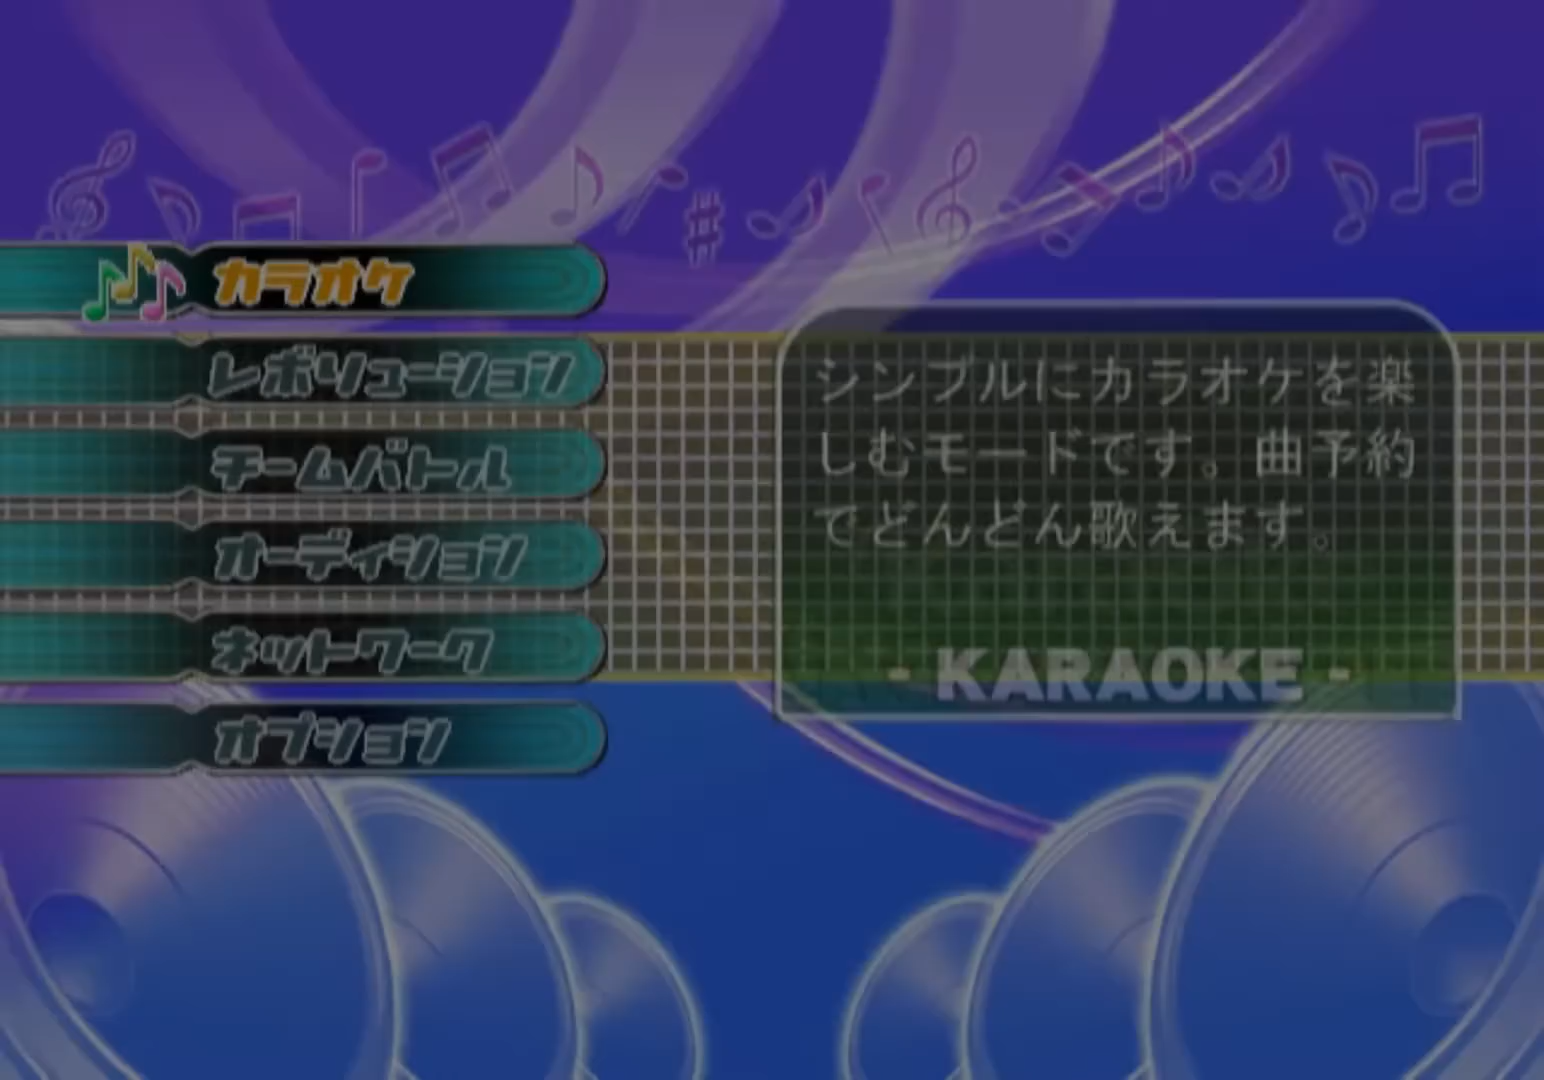 カラオケ
レボリューション
チームバトル
オーディション
ネットワーク
オプション
シンプルにカラオケを楽
しむモードです。曲予約
でどんどん歌えます。
- KARAOKE -